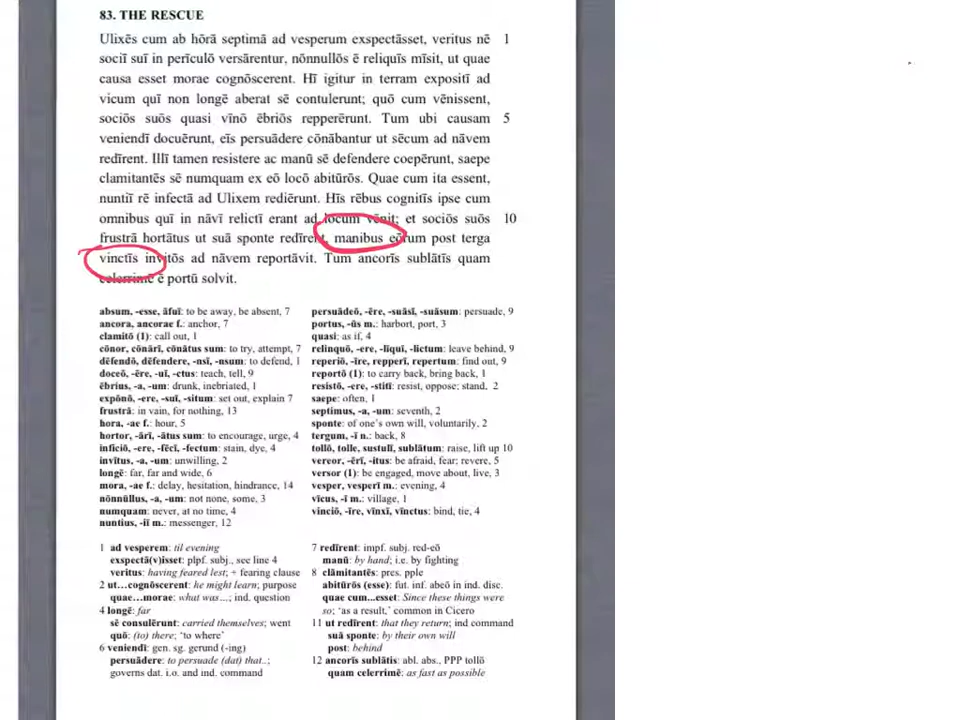 83. THE RESCUE
Ulixēs cum ab hōrā septimā ad vesperum exspectāsset, veritus nē 1
sociī suī in perīculō versārentur, nōnnullōs ē reliquīs mīsit, ut quae
causa esset morae cognōscerent. Hī igitur in terram expositī ad
vicum quī non longē aberat sē contulerunt; quō cum vēnissent,
sociōs suōs quasi vīnō ēbriōs repperērunt. Tum ubi causam 5
veniendī docuērunt, eīs persuādere cōnābantur ut sēcum ad nāvem
redīrent. Illī tamen resistere ac manū sē defendere coepērunt, saepe
clamitantēs sē numquam ex eō locō abitūrōs. Quae cum ita essent,
nuntiī rē infectā ad Ulixem rediērunt. Hīs rēbus cognitīs ipse cum
omnibus quī in nāvī relictī erant ad locum vēnit; et sociōs suōs 10
frustrā hortātus ut suā sponte redīrent, manibus eōrum post terga
vinctīs invītōs ad nāvem reportāvit. Tum ancorīs sublātīs quam
celerrimē ē portū solvit.
absum, -esse, āfuī: to be away, be absent, 7
ancora, ancorae f.: anchor, 7
clamitō (1): call out, 1
cōnor, cōnārī, cōnātus sum: to try, attempt, 7
dēfendō, dēfendere, -nsī, -nsum: to defend, 1
doceō, -ēre, -uī, -ctus: teach, tell, 9
ēbrius, -a, -um: drunk, inebriated, 1
expōnō, -ere, -suī, -situm: set out, explain 7
frustrā: in vain, for nothing, 13
hora, -ae f.: hour, 5
hortor, -ārī, -ātus sum: to encourage, urge, 4
inficiō, -ere, -fēcī, -fectum: stain, dye, 4
invītus, -a, -um: unwilling, 2
longē: far, far and wide, 6
mora, -ae f.: delay, hesitation, hindrance, 14
nōnnūllus, -a, -um: not none, some, 3
numquam: never, at no time, 4
nuntius, -iī m.: messenger, 12
persuādeō, -ēre, -suāsī, -suāsum: persuade, 9
portus, -ūs m.: harbort, port, 3
quasi: as if, 4
relinquō, -ere, -līquī, -lictum: leave behind, 9
reperiō, -īre, repperī, repertum: find out, 9
reportō (1): to carry back, bring back, 1
resistō, -ere, -stitī: resist, oppose; stand, 2
saepe: often, 1
septimus, -a, -um: seventh, 2
sponte: of one's own will, voluntarily, 2
tergum, -ī n.: back, 8
tollō, tolle, sustulī, sublātum: raise, lift up 10
vereor, -ērī, -itus: be afraid, fear; revere, 5
versor (1): be engaged, move about, live, 3
vesper, vesperī m.: evening, 4
vīcus, -ī m.: village, 1
vinciō, -īre, vīnxī, vīnctus: bind, tie, 4
1 ad vesperem: til evening
exspectā(v)isset: plpf. subj., see line 4
veritus: having feared lest; + fearing clause
2 ut…cognōscerent: he might learn; purpose
quae…morae: what was…; ind. question
4 longē: far
sē consulērunt: carried themselves; went
quō: (to) there; 'to where'
6 veniendī: gen. sg. gerund (-ing)
persuādere: to persuade (dat) that..;
governs dat. i.o. and ind. command
7 redīrent: impf. subj. red-eō
manū: by hand; i.e. by fighting
8 clāmitantēs: pres. pple
abitūrōs (esse): fut. inf. abeō in ind. disc.
quae cum...esset: Since these things were
so; 'as a result,' common in Cicero
11 ut redīrent: that they return; ind command
suā sponte: by their own will
post: behind
12 ancorīs sublātis: abl. abs., PPP tollō
quam celerrimē: as fast as possible